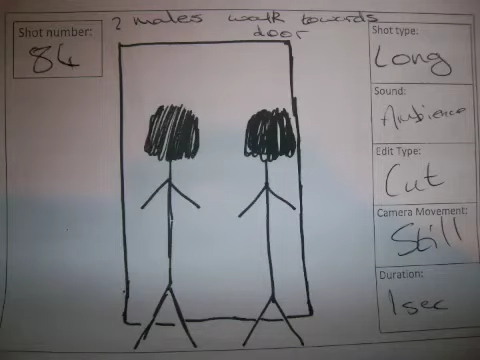 2 males walk towards
door
Shot number:
84
Shot type:
Long
Sound:
Ambience
Edit Type:
Cut
Camera Movement:
Still
Duration:
1sec